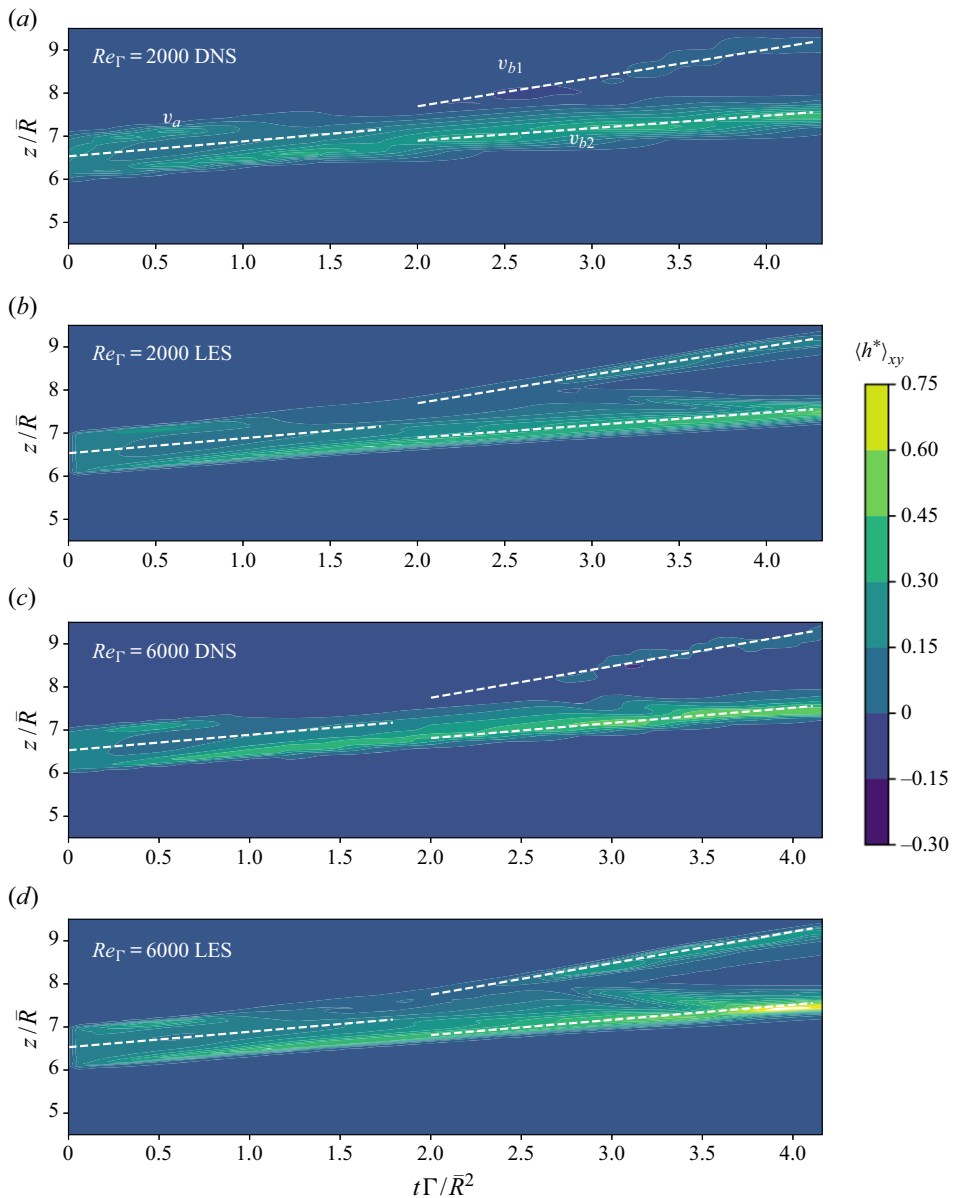 (a)
Re_Γ = 2000 DNS
v_a
v_{b1}
v_{b2}
z/R̄
9
8
7
6
5
0 0.5 1.0 1.5 2.0 2.5 3.0 3.5 4.0
(b)
Re_Γ = 2000 LES
z/R̄
9
8
7
6
5
0 0.5 1.0 1.5 2.0 2.5 3.0 3.5 4.0
(c)
Re_Γ = 6000 DNS
z/R̄
9
8
7
6
5
0 0.5 1.0 1.5 2.0 2.5 3.0 3.5 4.0
(d)
Re_Γ = 6000 LES
z/R̄
9
8
7
6
5
0 0.5 1.0 1.5 2.0 2.5 3.0 3.5 4.0
tΓ/R̄²
⟨h*⟩_{xy}
0.75
0.60
0.45
0.30
0.15
0
–0.15
–0.30